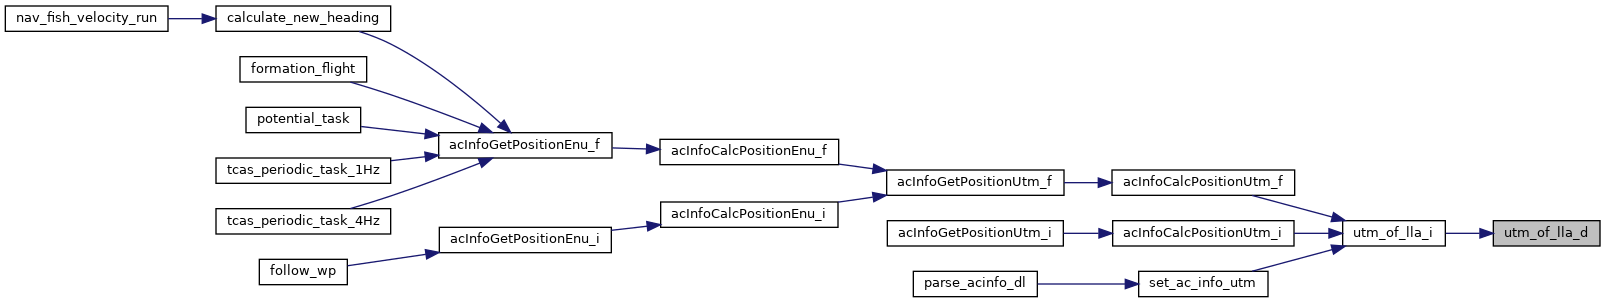 nav_fish_velocity_run
calculate_new_heading
formation_flight
potential_task
acInfoGetPositionEnu_f
acInfoCalcPositionEnu_f
tcas_periodic_task_1Hz
acInfoGetPositionUtm_f
acInfoCalcPositionUtm_f
tcas_periodic_task_4Hz
acInfoCalcPositionEnu_i
acInfoGetPositionEnu_i
acInfoGetPositionUtm_i
acInfoCalcPositionUtm_i
utm_of_lla_i
utm_of_lla_d
follow_wp
parse_acinfo_dl
set_ac_info_utm